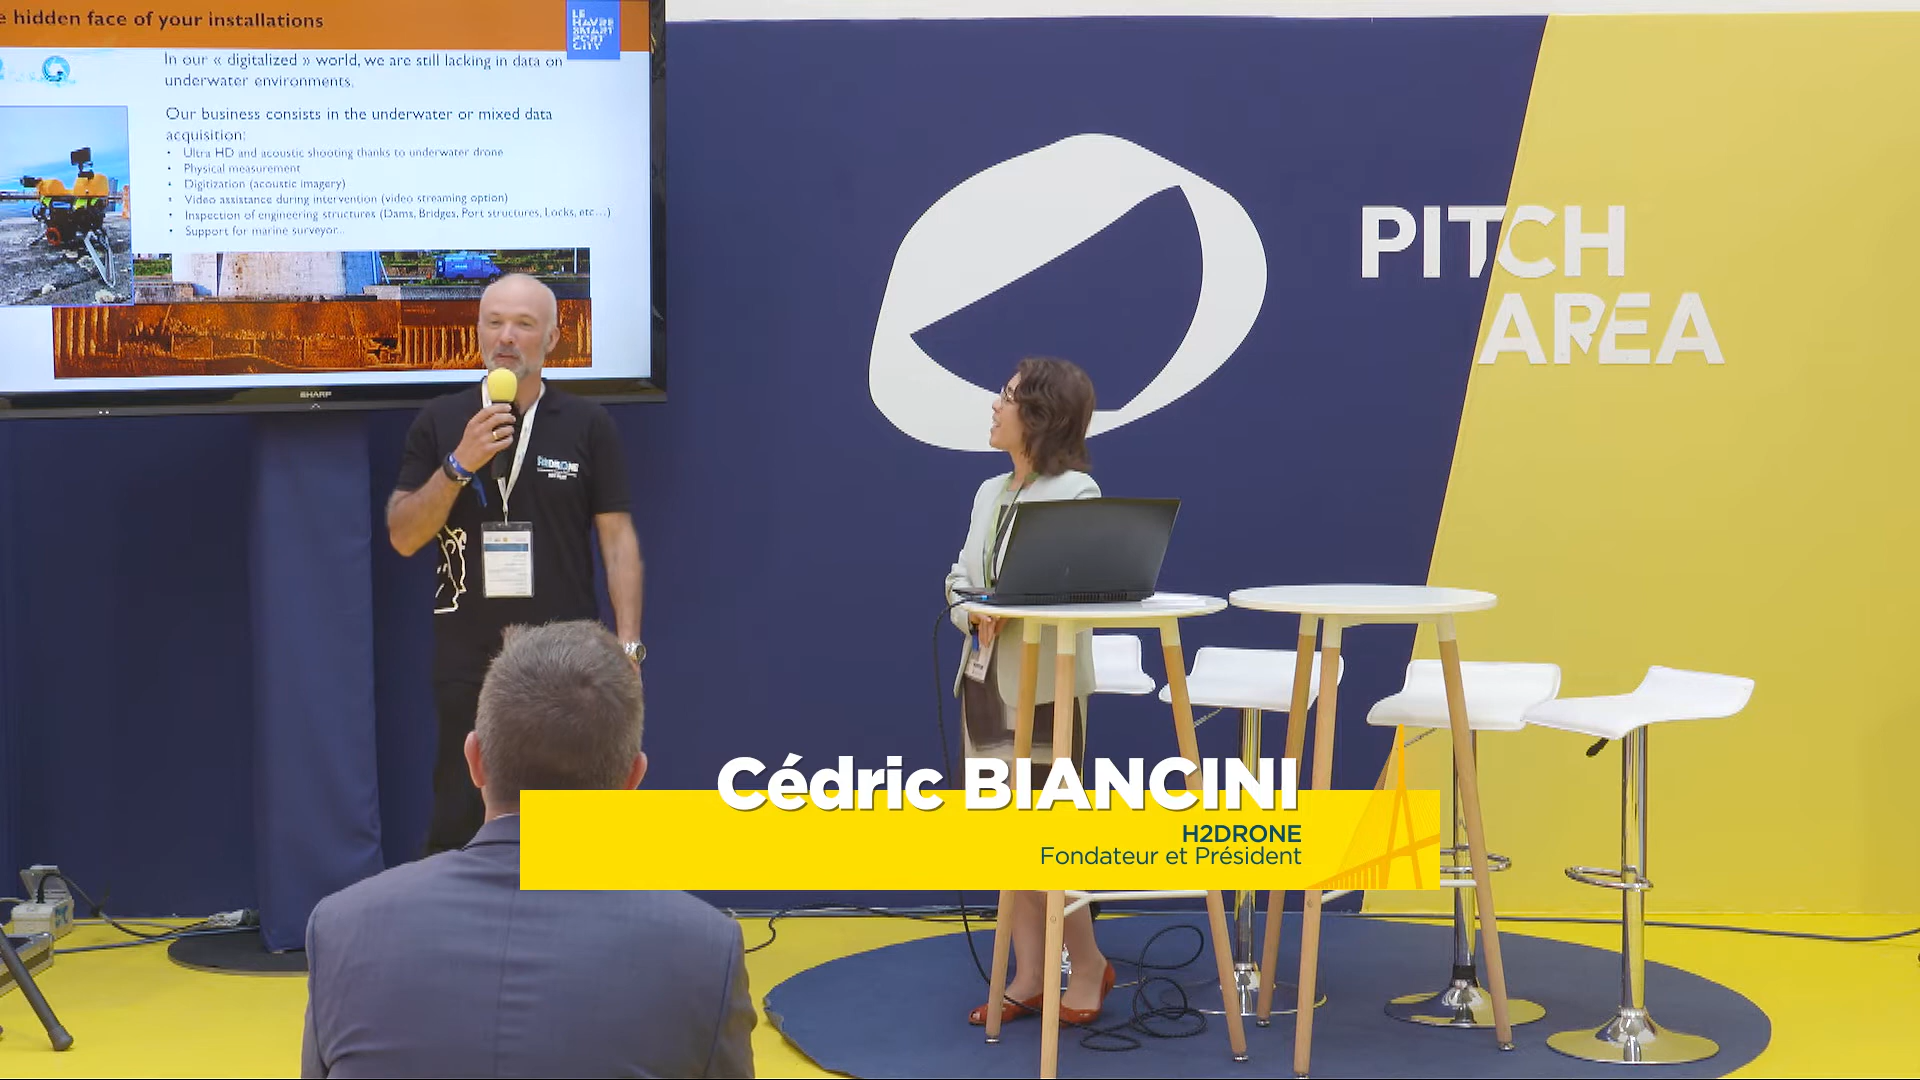 e hidden face of your installations
LE
HAVRE
SMART
PORT
CITY
In our « digitalized » world, we are still lacking in data on
underwater environments.
Our business consists in the underwater or mixed data
acquisition:
• Ultra HD and acoustic shooting thanks to underwater drone
• Physical measurement
• Digitization (acoustic imagery)
• Video assistance during intervention (video streaming option)
• Inspection of engineering structures (Dams, Bridges, Port structures, Locks, etc…)
• Support for marine surveyor...
SHARP
H2DRONE
PITCH
AREA
Cédric BIANCINI
H2DRONE
Fondateur et Président